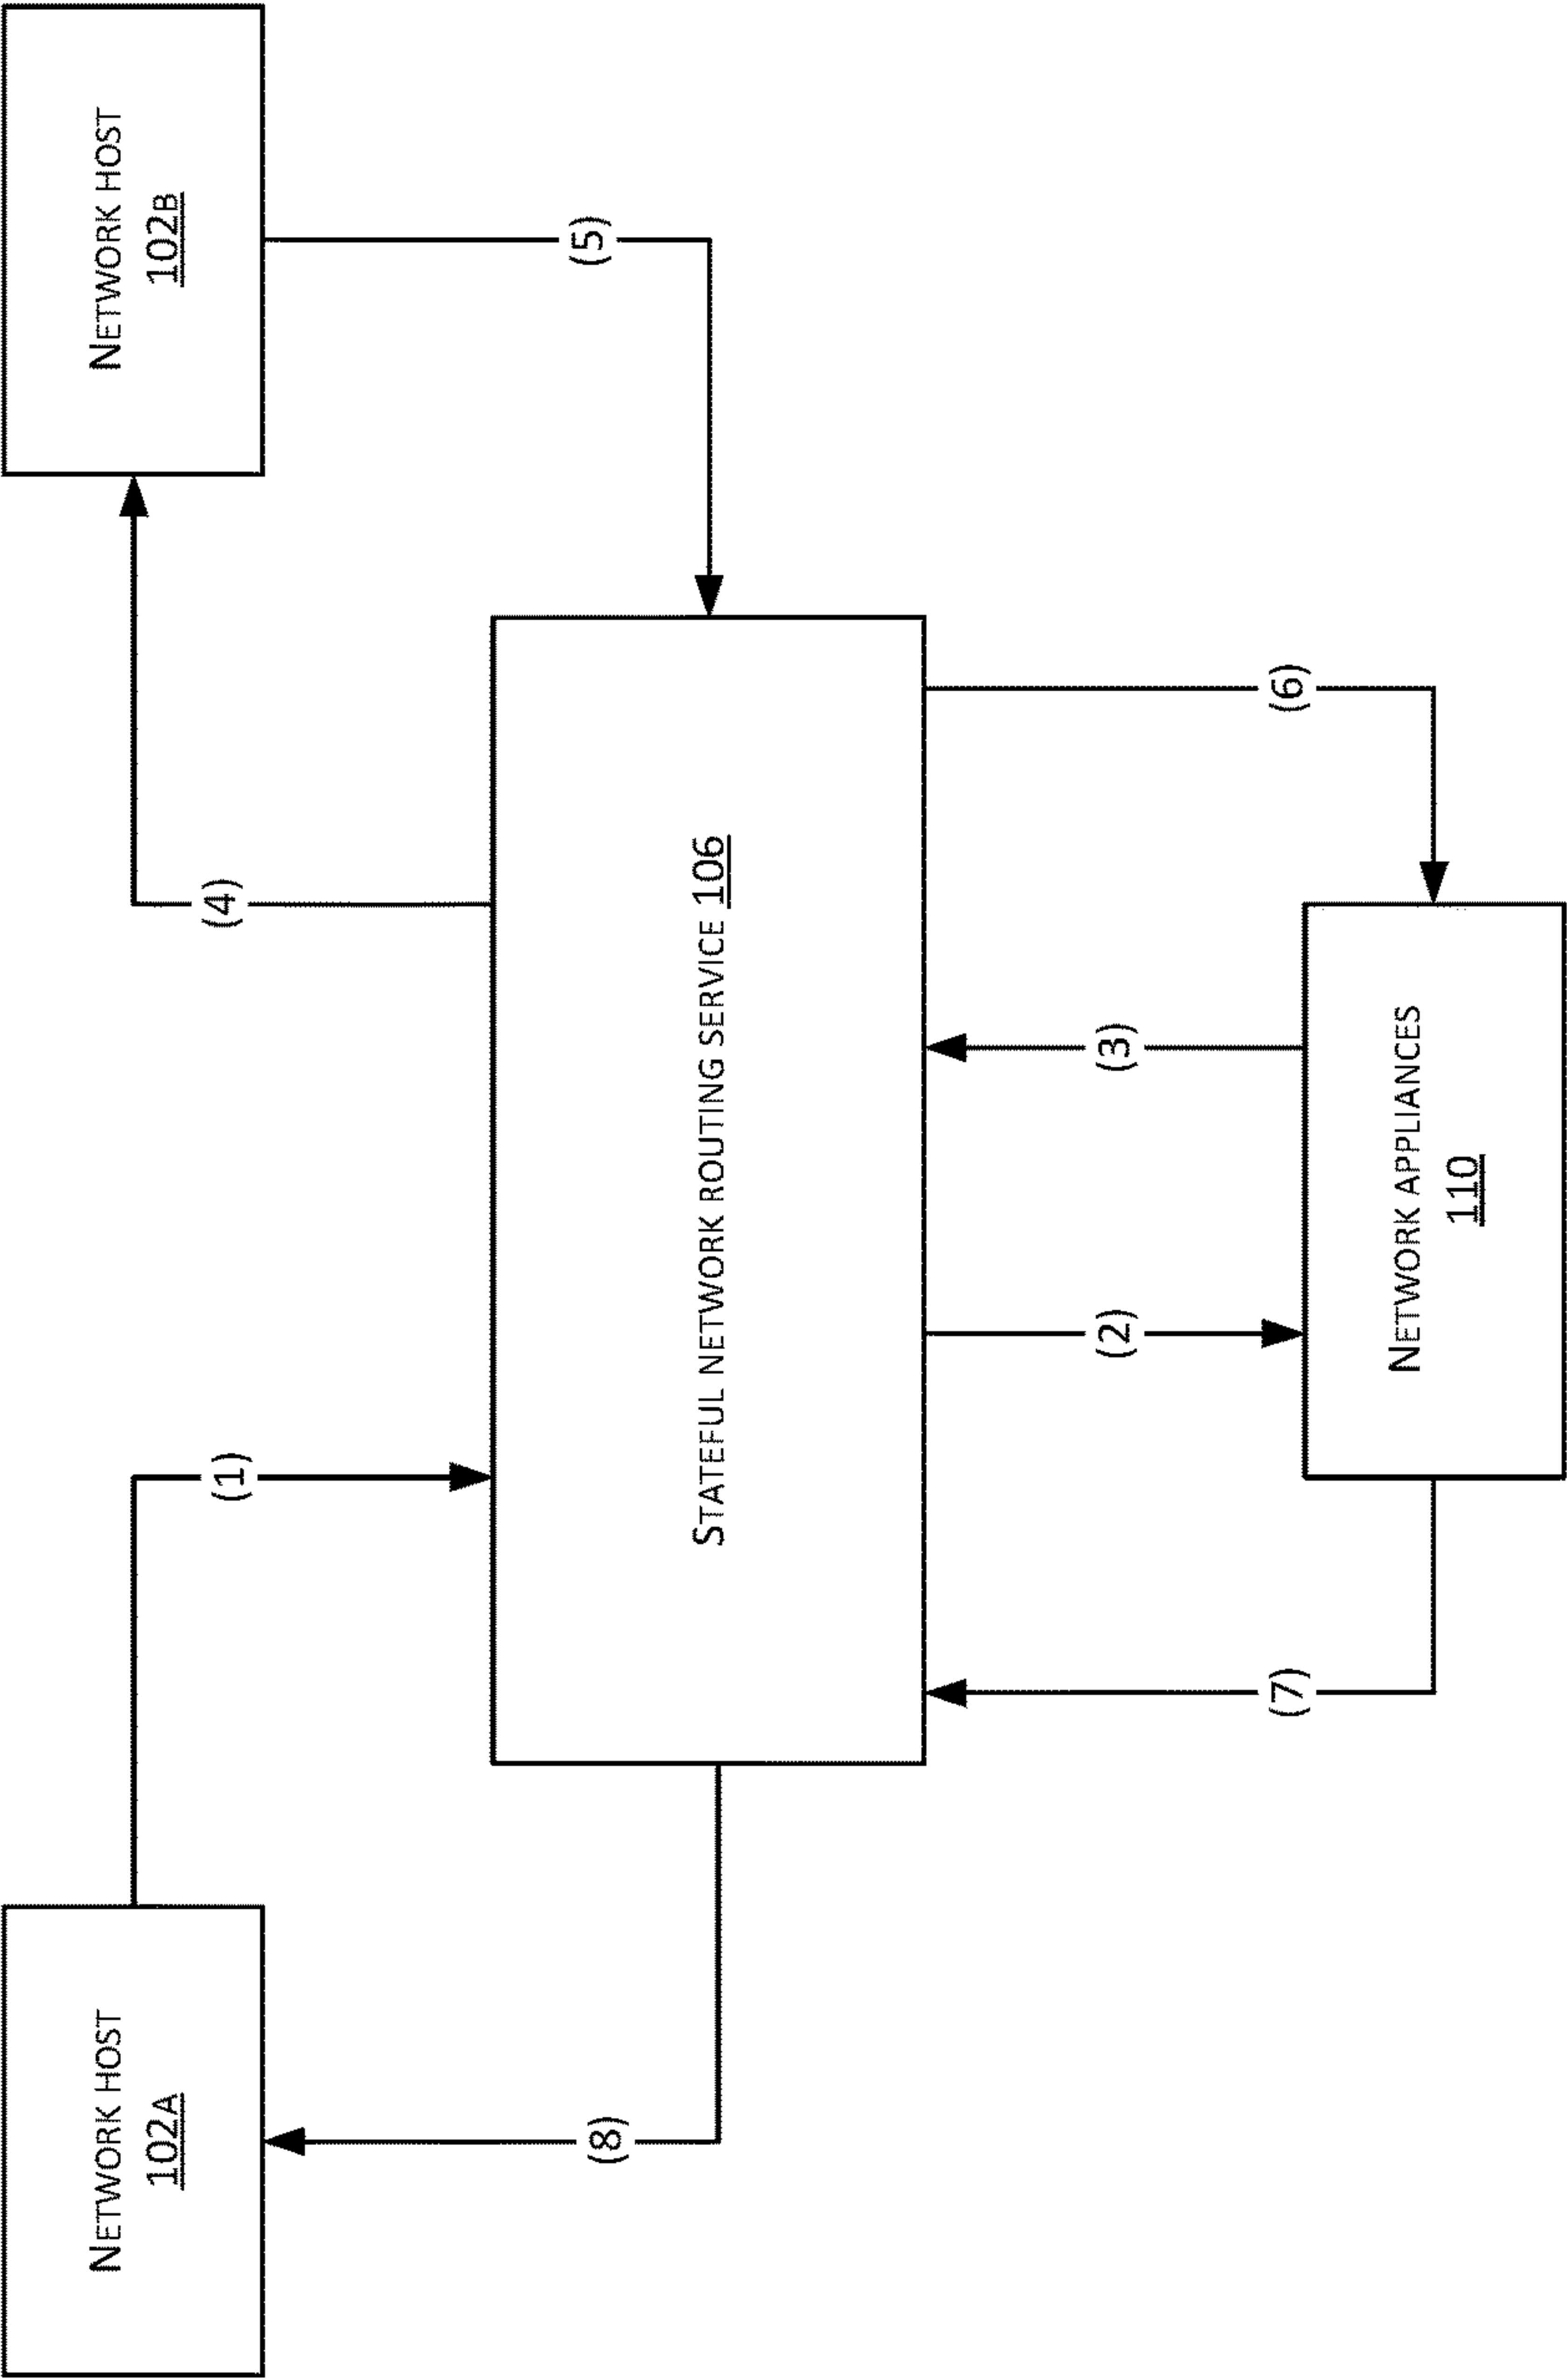 NETWORK HOST
102A
NETWORK HOST
102B
(1)
(4)
(8)
(5)
STATEFUL NETWORK ROUTING SERVICE 106
(2)
(3)
(7)
(6)
NETWORK APPLIANCES
110